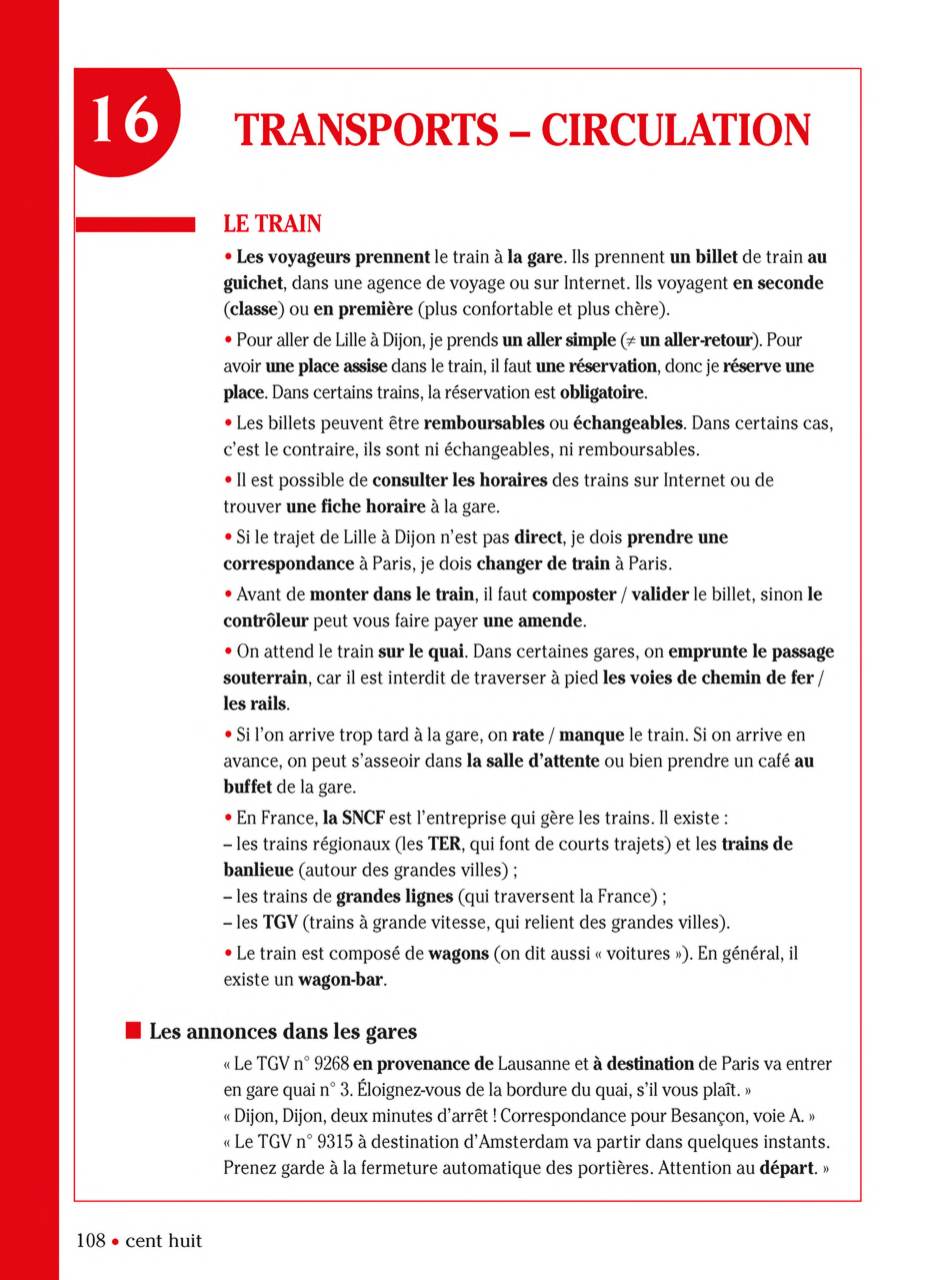 16
TRANSPORTS – CIRCULATION
LE TRAIN
• Les voyageurs prennent le train à la gare. Ils prennent un billet de train au
guichet, dans une agence de voyage ou sur Internet. Ils voyagent en seconde
(classe) ou en première (plus confortable et plus chère).
• Pour aller de Lille à Dijon, je prends un aller simple (≠ un aller-retour). Pour
avoir une place assise dans le train, il faut une réservation, donc je réserve une
place. Dans certains trains, la réservation est obligatoire.
• Les billets peuvent être remboursables ou échangeables. Dans certains cas,
c'est le contraire, ils sont ni échangeables, ni remboursables.
• Il est possible de consulter les horaires des trains sur Internet ou de
trouver une fiche horaire à la gare.
• Si le trajet de Lille à Dijon n'est pas direct, je dois prendre une
correspondance à Paris, je dois changer de train à Paris.
• Avant de monter dans le train, il faut composter / valider le billet, sinon le
contrôleur peut vous faire payer une amende.
• On attend le train sur le quai. Dans certaines gares, on emprunte le passage
souterrain, car il est interdit de traverser à pied les voies de chemin de fer /
les rails.
• Si l'on arrive trop tard à la gare, on rate / manque le train. Si on arrive en
avance, on peut s'asseoir dans la salle d'attente ou bien prendre un café au
buffet de la gare.
• En France, la SNCF est l'entreprise qui gère les trains. Il existe :
– les trains régionaux (les TER, qui font de courts trajets) et les trains de
banlieue (autour des grandes villes) ;
– les trains de grandes lignes (qui traversent la France) ;
– les TGV (trains à grande vitesse, qui relient des grandes villes).
• Le train est composé de wagons (on dit aussi « voitures »). En général, il
existe un wagon-bar.
■ Les annonces dans les gares
« Le TGV n° 9268 en provenance de Lausanne et à destination de Paris va entrer
en gare quai n° 3. Éloignez-vous de la bordure du quai, s'il vous plaît. »
« Dijon, Dijon, deux minutes d'arrêt ! Correspondance pour Besançon, voie A. »
« Le TGV n° 9315 à destination d'Amsterdam va partir dans quelques instants.
Prenez garde à la fermeture automatique des portières. Attention au départ. »
108 • cent huit